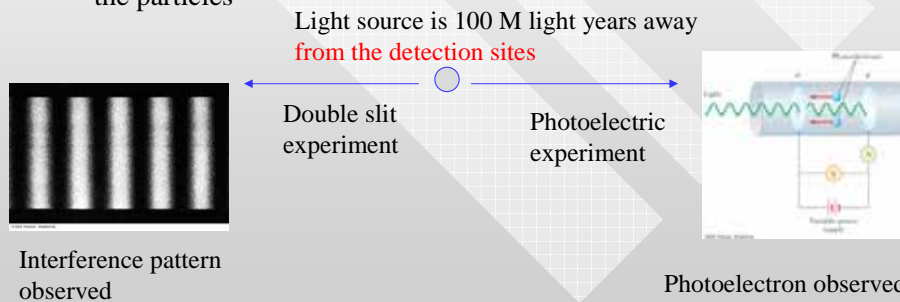 the particles
Light source is 100 M light years away
from the detection sites
Double slit
experiment
Photoelectric
experiment
Light
Interference pattern
observed
Photoelectron observed